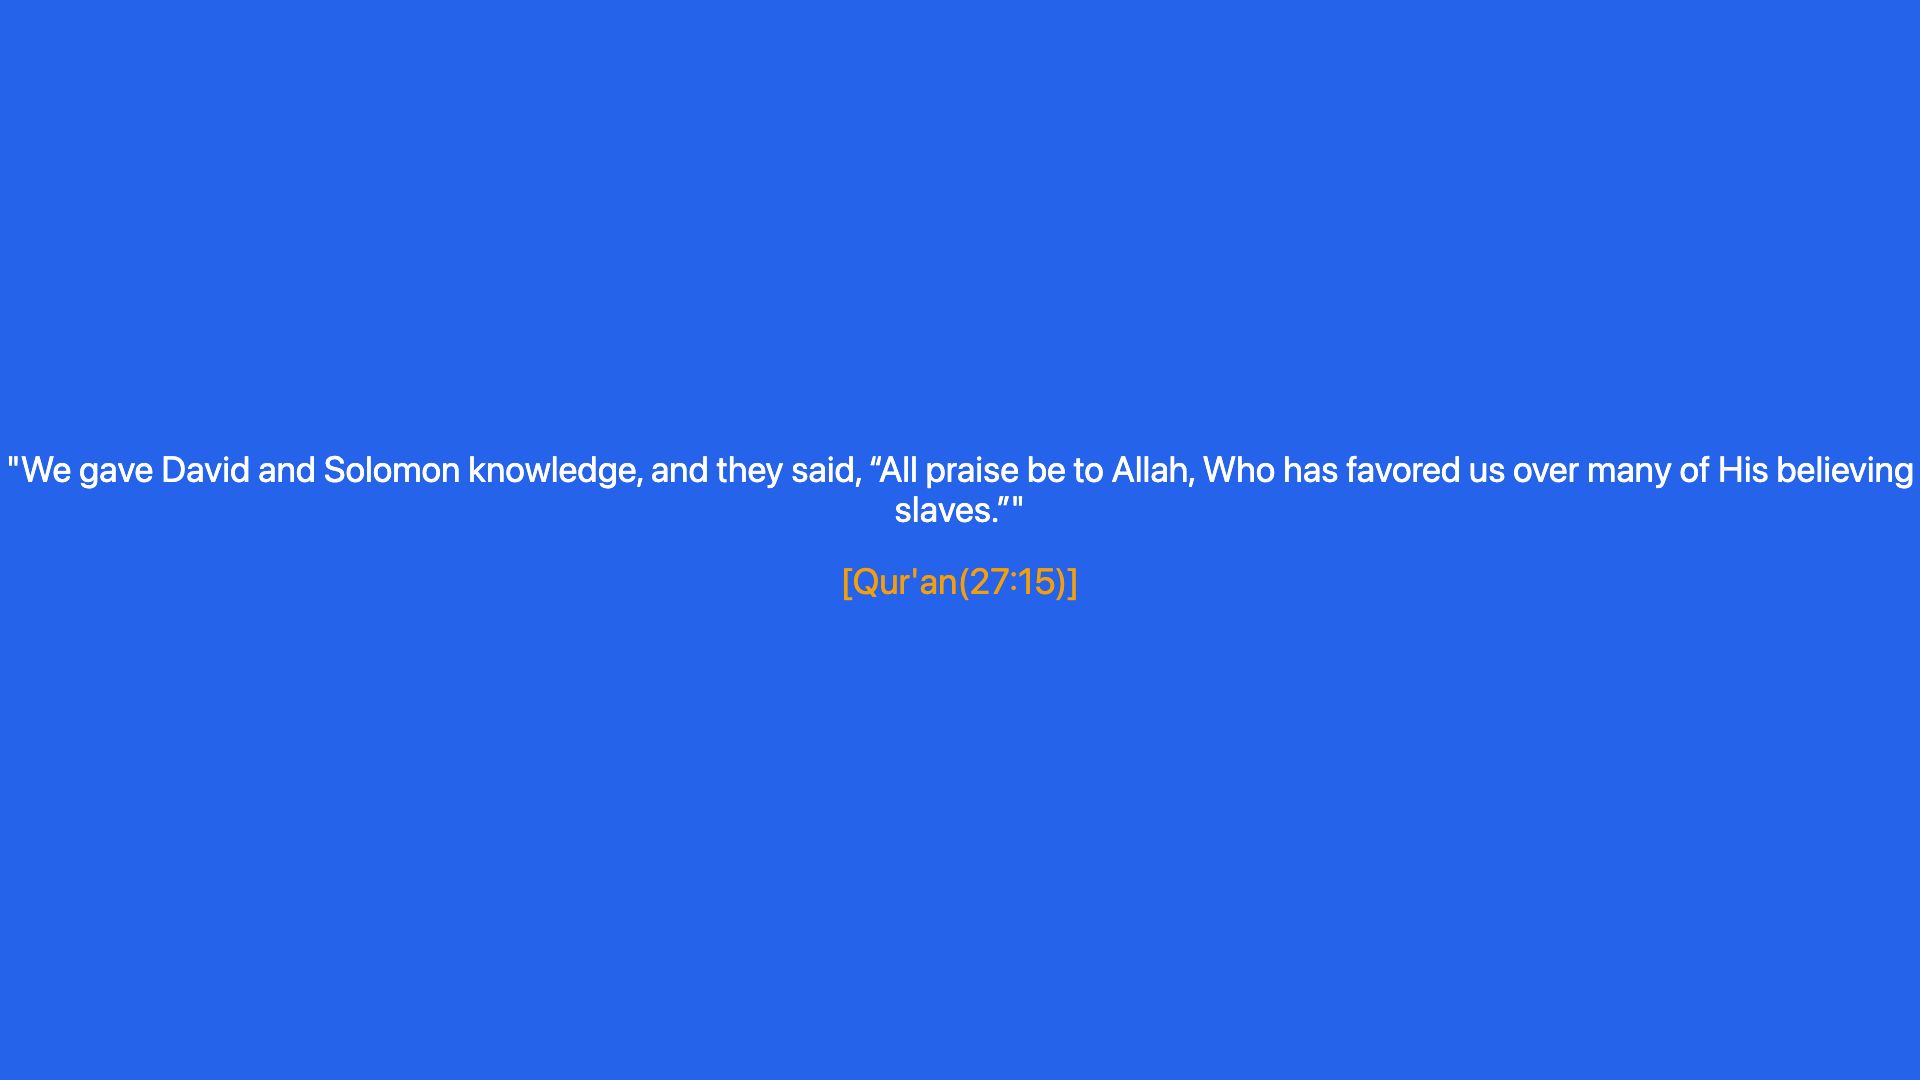 "We gave David and Solomon knowledge, and they said, “All praise be to Allah, Who has favored us over many of His believing
slaves.”"
[Qur'an(27:15)]